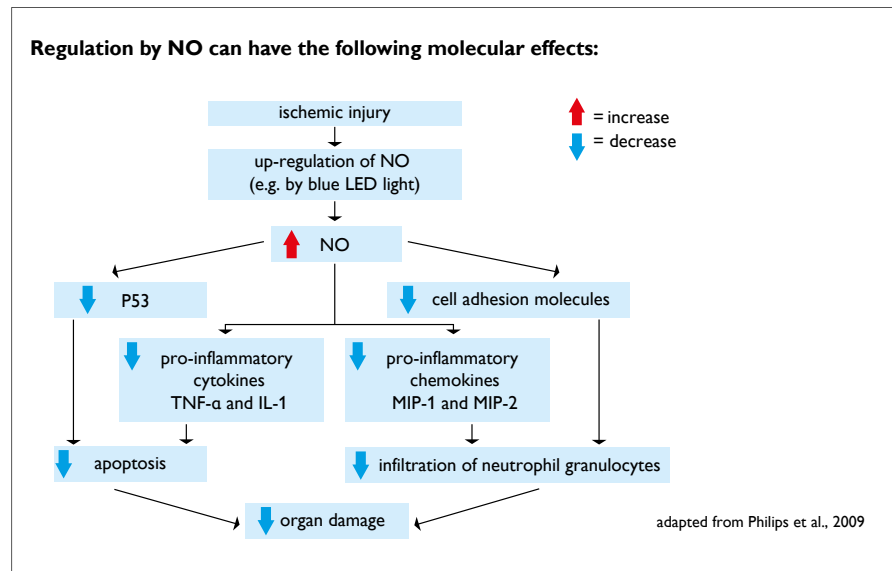 Regulation by NO can have the following molecular effects:
ischemic injury
= increase
= decrease
up-regulation of NO
(e.g. by blue LED light)
NO
P53
cell adhesion molecules
pro-inflammatory
cytokines
TNF-α and IL-1
pro-inflammatory
chemokines
MIP-1 and MIP-2
apoptosis
infiltration of neutrophil granulocytes
organ damage
adapted from Philips et al., 2009